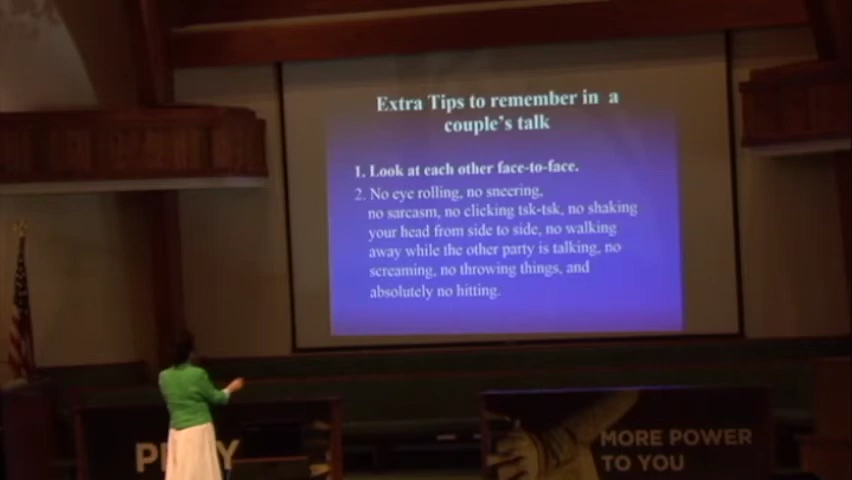 Extra Tips to remember in a
couple's talk
1. Look at each other face-to-face.
2. No eye rolling, no sneering,
no sarcasm, no clicking tsk-tsk, no shaking
your head from side to side, no walking
away while the other party is talking, no
screaming, no throwing things, and
absolutely no hitting.
MORE POWER
TO YOU